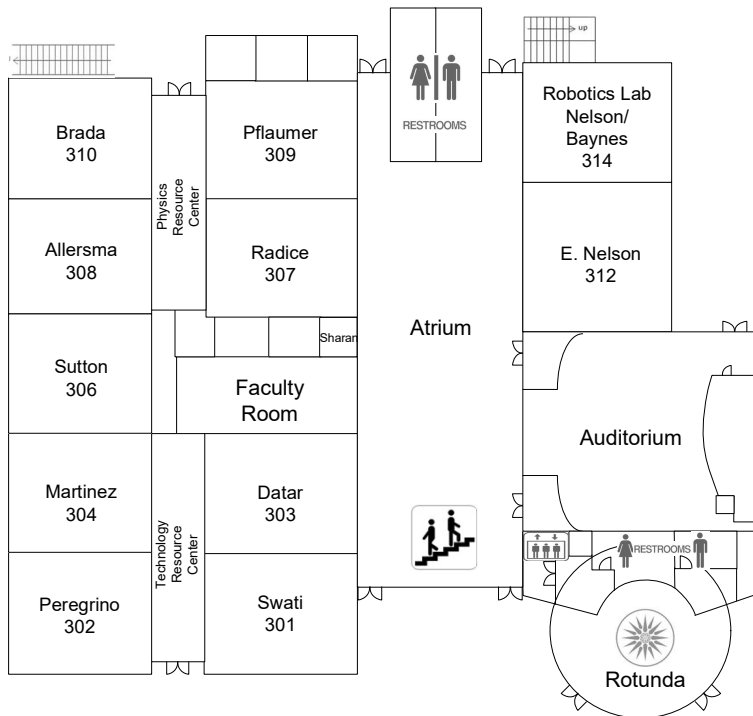 up
RESTROOMS
Robotics Lab
Nelson/
Baynes
314
Brada
310
Physics
Resource
Center
Pflaumer
309
Allersma
308
Radice
307
E. Nelson
312
Atrium
Sharan
Sutton
306
Faculty
Room
Auditorium
Martinez
304
Technology
Resource
Center
Datar
303
RESTROOMS
Peregrino
302
Swati
301
Rotunda